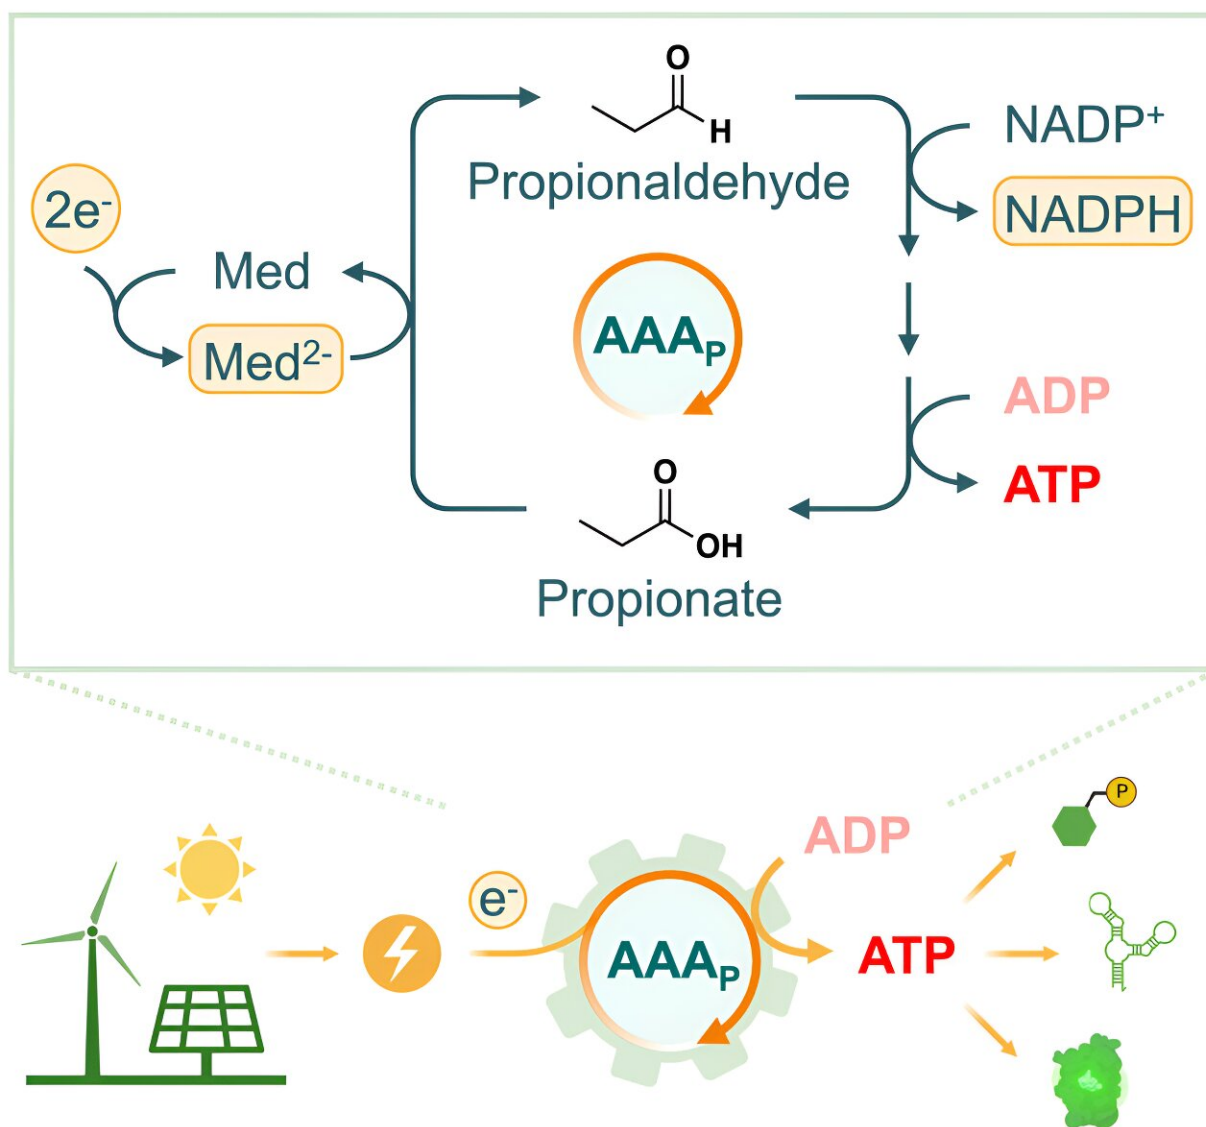 O
H
Propionaldehyde
NADP⁺
NADPH
2e⁻
Med
Med²⁻
AAAₚ
ADP
ATP
O
OH
Propionate
P
ADP
e⁻
AAAₚ
ATP